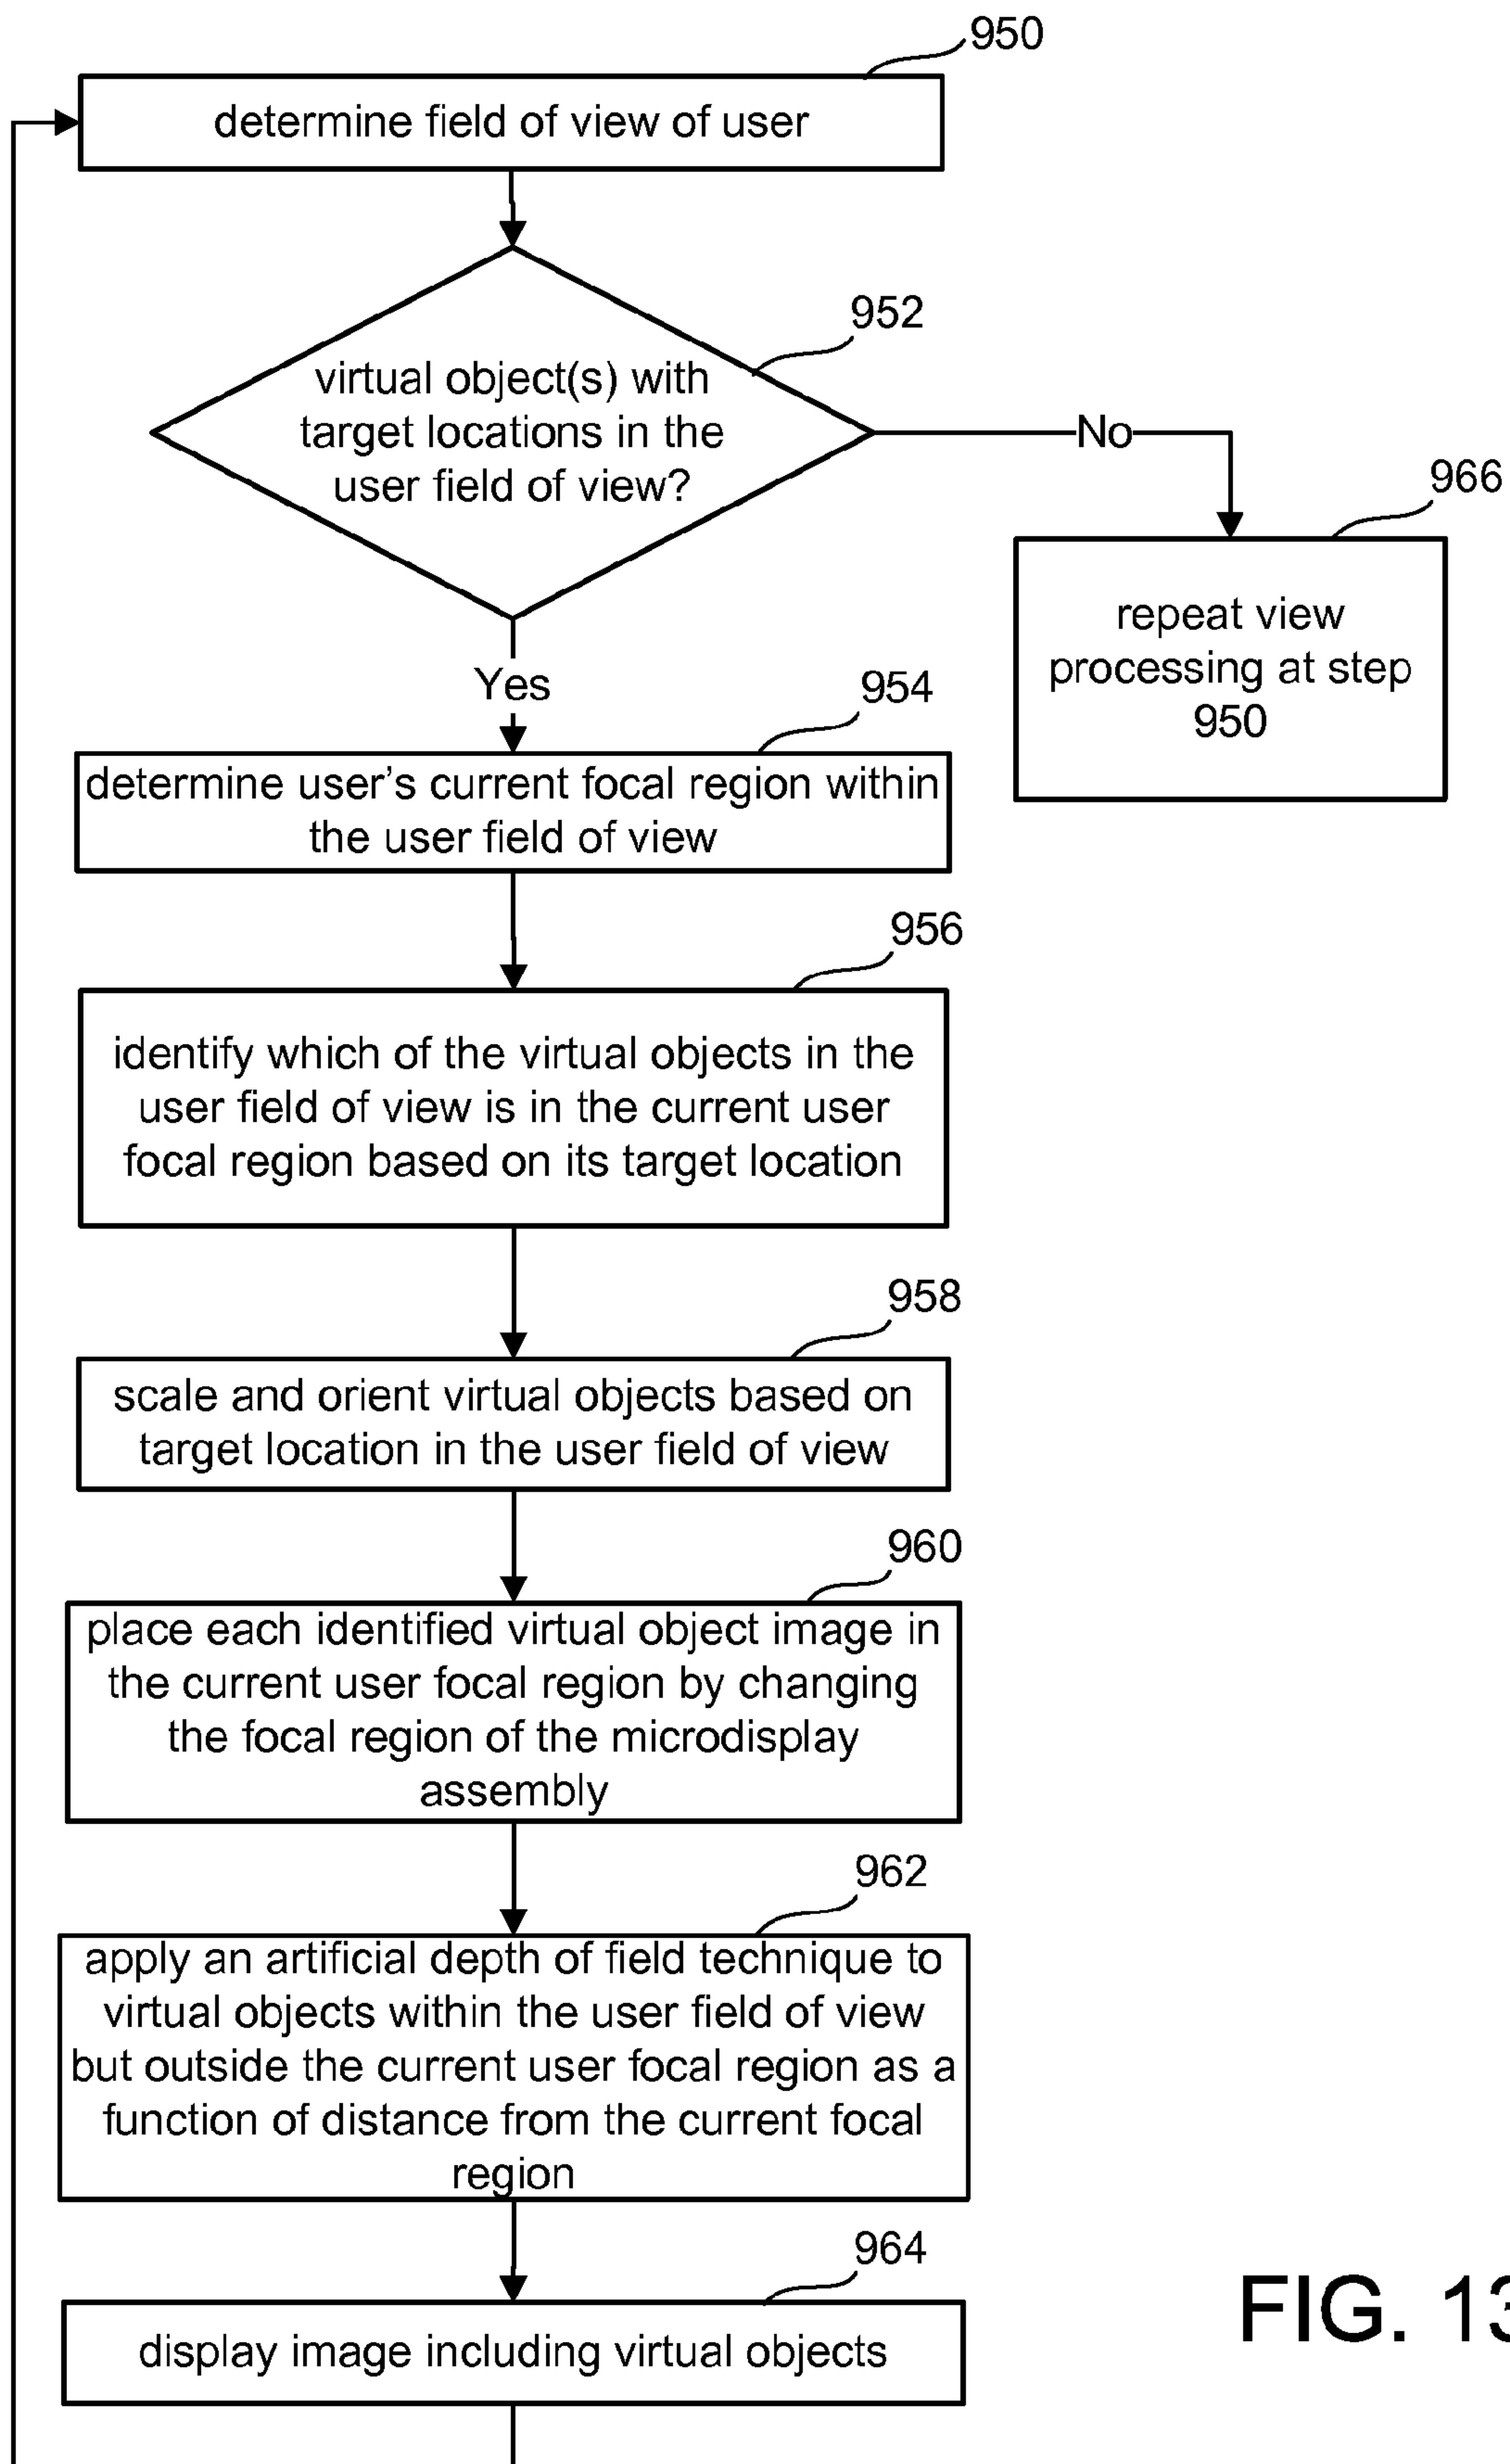 950
determine field of view of user
952
virtual object(s) with
target locations in the
user field of view?
No
966
repeat view
processing at step
950
Yes
954
determine user's current focal region within
the user field of view
956
identify which of the virtual objects in the
user field of view is in the current user
focal region based on its target location
958
scale and orient virtual objects based on
target location in the user field of view
960
place each identified virtual object image in
the current user focal region by changing
the focal region of the microdisplay
assembly
962
apply an artificial depth of field technique to
virtual objects within the user field of view
but outside the current user focal region as a
function of distance from the current focal
region
964
display image including virtual objects
FIG. 13